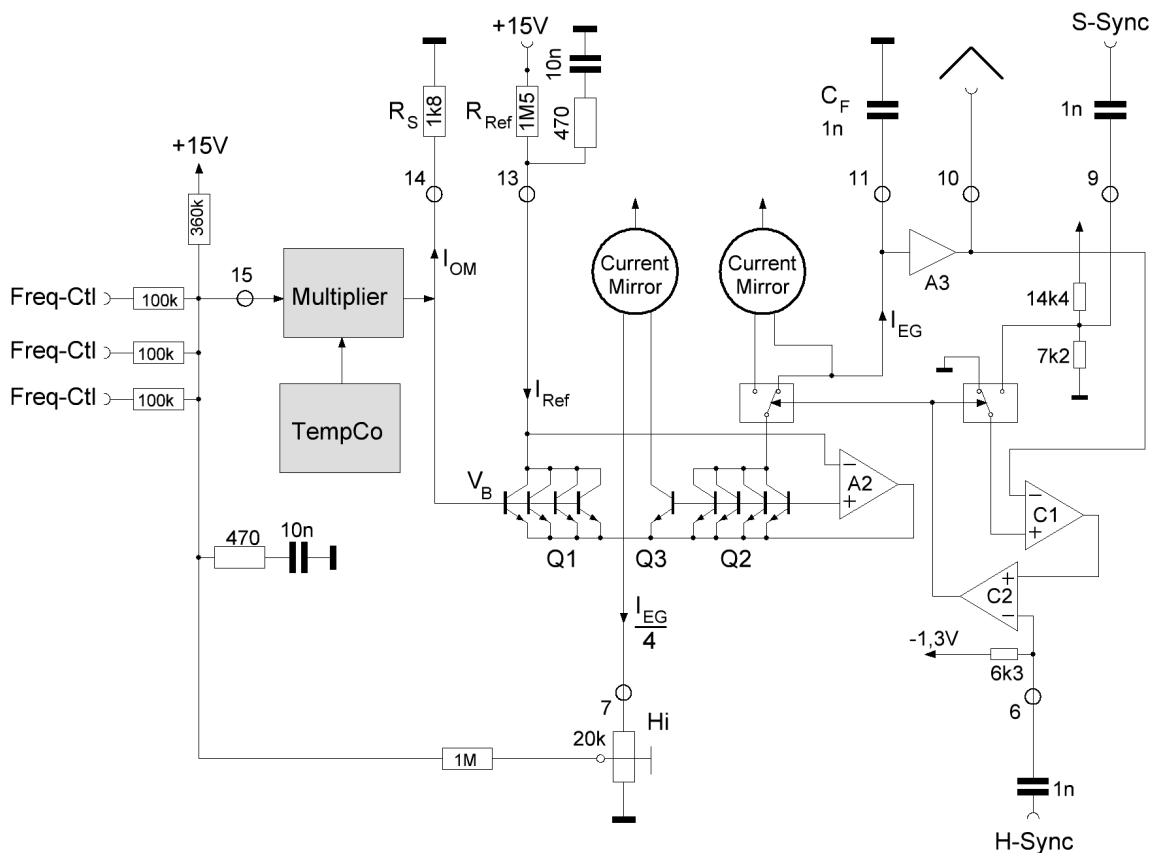 +15V
10n
S-Sync
R_S
1k8
R_Ref
1M5
470
C_F
1n
1n
+15V
14
13
11
10
9
360k
Current
Mirror
Current
Mirror
A3
I_OM
15
Freq-Ctl
100k
Multiplier
14k4
I_EG
Freq-Ctl
100k
7k2
Freq-Ctl
100k
TempCo
I_Ref
V_B
A2
C1
470
10n
Q1
Q3
Q2
C2
I_EG
4
-1,3V
6k3
7
6
Hi
20k
1M
1n
H-Sync
−
+
−
+
+
−